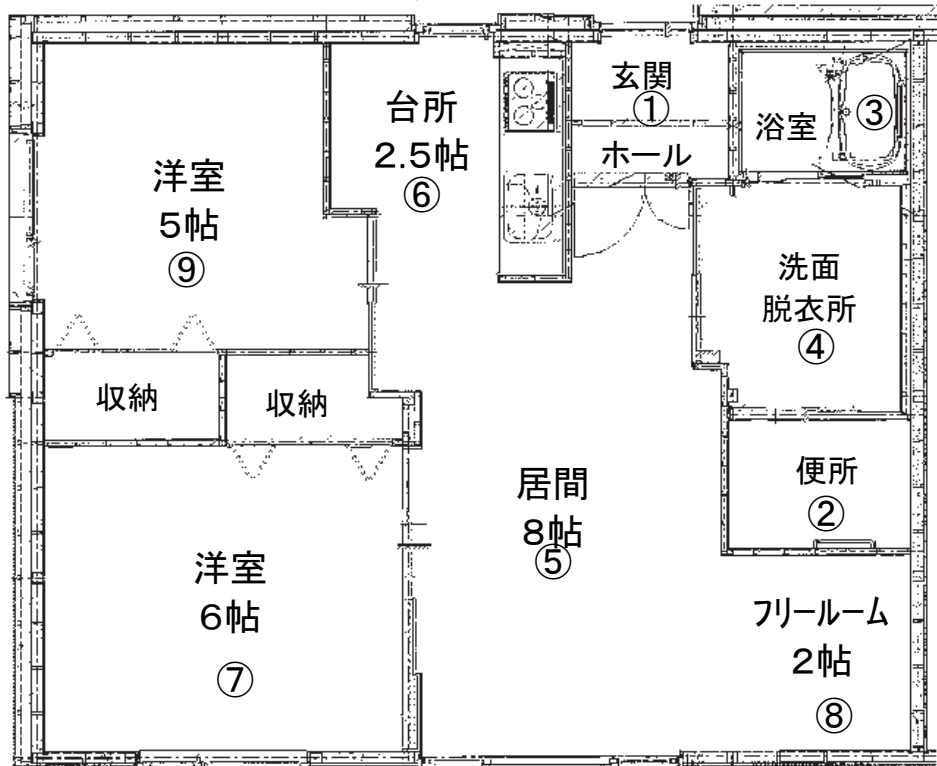 玄関
①
台所
2.5帖
⑥
浴室
③
ホール
洋室
5帖
⑨
洗面
脱衣所
④
収納
収納
居間
8帖
⑤
便所
②
洋室
6帖
⑦
フリールーム
2帖
⑧